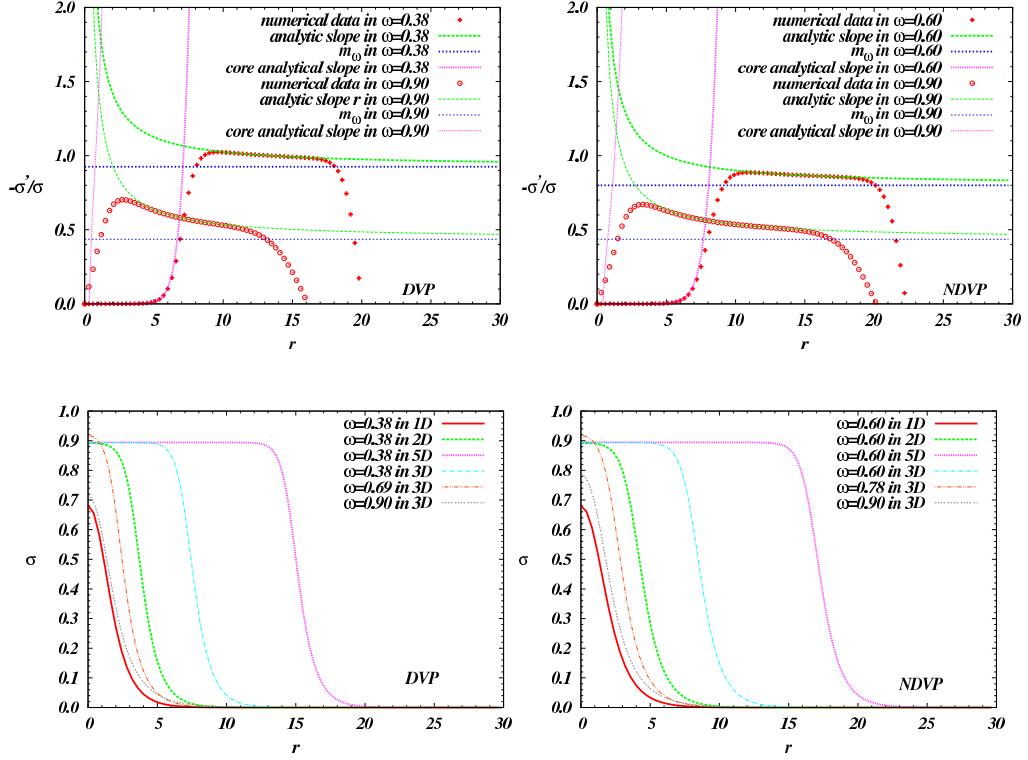 2.0
1.5
1.0
0.5
0.0
-σ'/σ
numerical data in ω=0.38
analytic slope in ω=0.38
mω in ω=0.38
core analytical slope in ω=0.38
numerical data in ω=0.90
analytic slope r in ω=0.90
mω in ω=0.90
core analytical slope in ω=0.90
DVP
0 5 10 15 20 25 30
r
2.0
1.5
1.0
0.5
0.0
-σ'/σ
numerical data in ω=0.60
analytic slope in ω=0.60
mω in ω=0.60
core analytical slope in ω=0.60
numerical data in ω=0.90
analytic slope in ω=0.90
mω in ω=0.90
core analytical slope in ω=0.90
NDVP
0 5 10 15 20 25 30
r
1.0
0.9
0.8
0.7
0.6
0.5
0.4
0.3
0.2
0.1
0.0
σ
ω=0.38 in 1D
ω=0.38 in 2D
ω=0.38 in 5D
ω=0.38 in 3D
ω=0.69 in 3D
ω=0.90 in 3D
DVP
0 5 10 15 20 25 30
r
1.0
0.9
0.8
0.7
0.6
0.5
0.4
0.3
0.2
0.1
0.0
σ
ω=0.60 in 1D
ω=0.60 in 2D
ω=0.60 in 5D
ω=0.60 in 3D
ω=0.78 in 3D
ω=0.90 in 3D
NDVP
0 5 10 15 20 25 30
r